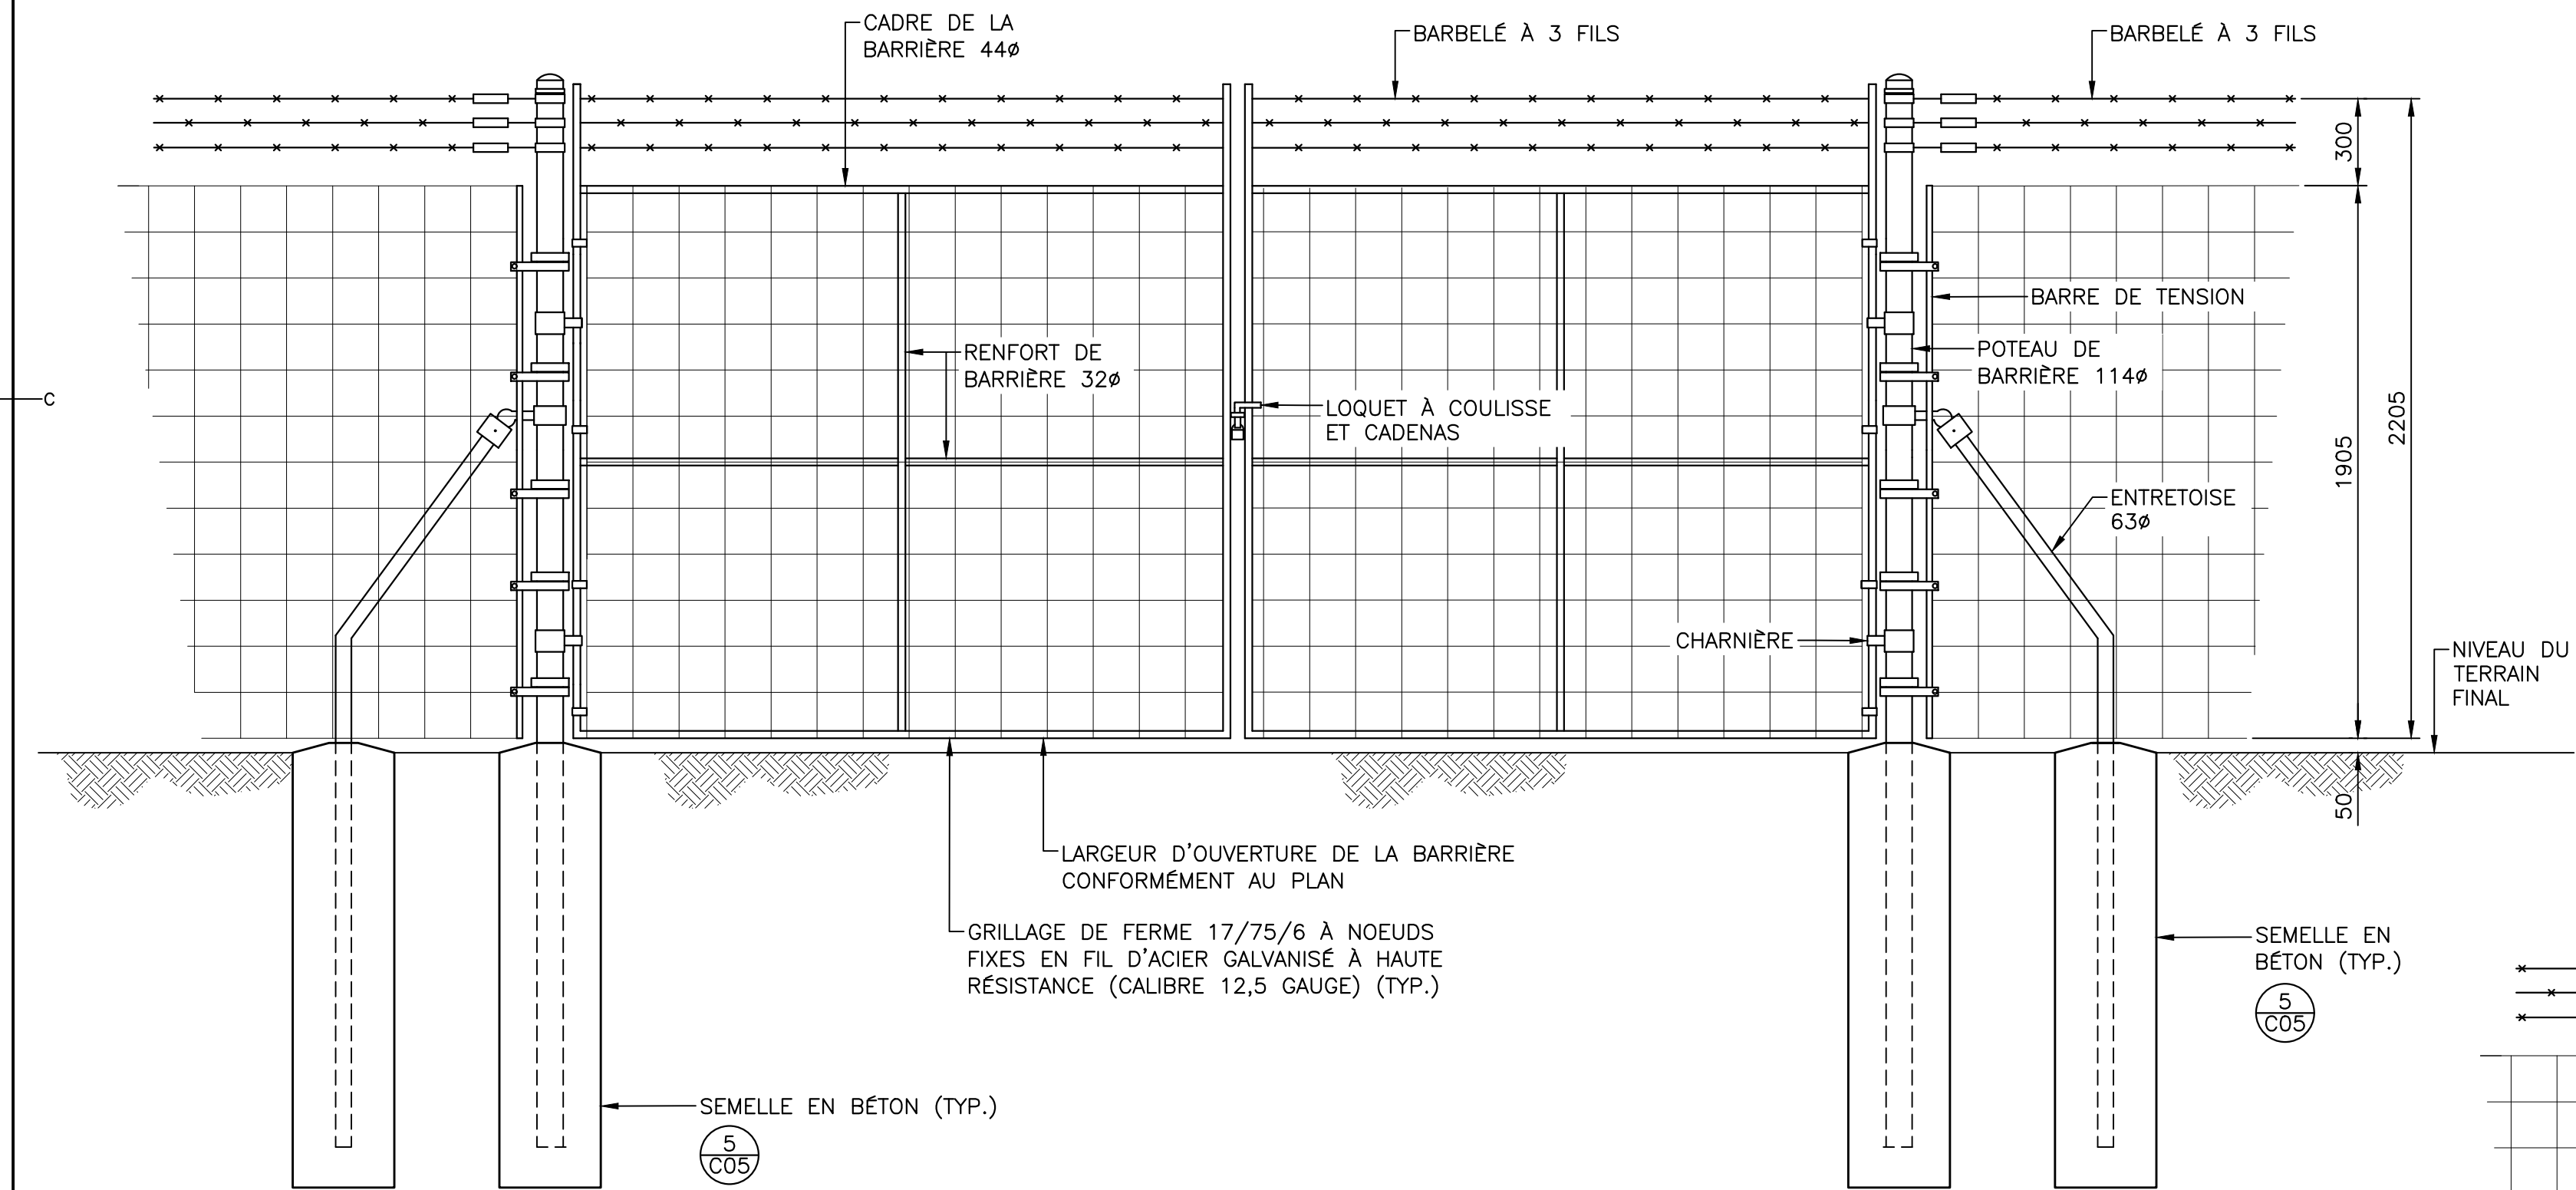 CADRE DE LA
BARRIÈRE 44ø
BARBELÉ À 3 FILS
BARBELÉ À 3 FILS
300
BARRE DE TENSION
RENFORT DE
BARRIÈRE 32ø
POTEAU DE
BARRIÈRE 114ø
C
LOQUET À COULISSE
ET CADENAS
1905
2205
ENTRETOISE
63ø
CHARNIÈRE
NIVEAU DU
TERRAIN
FINAL
50
LARGEUR D'OUVERTURE DE LA BARRIÈRE
CONFORMÉMENT AU PLAN
GRILLAGE DE FERME 17/75/6 À NOEUDS
FIXES EN FIL D'ACIER GALVANISÉ À HAUTE
RÉSISTANCE (CALIBRE 12,5 GAUGE) (TYP.)
SEMELLE EN
BÉTON (TYP.)
5
C05
SEMELLE EN BÉTON (TYP.)
5
C05